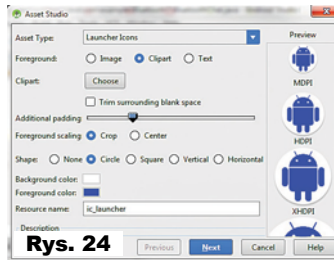 Asset Studio
Asset Type: Launcher Icons
Preview
Foreground: Image Clipart Text
Clipart: Choose
MDPI
Trim surrounding blank space
Additional padding
Foreground scaling Crop Center
HDPI
Shape: None Circle Square Vertical Horizontal
Background color:
Foreground color:
Resource name: ic_launcher
XHDPI
Description
Rys. 24
Previous Next Cancel Help